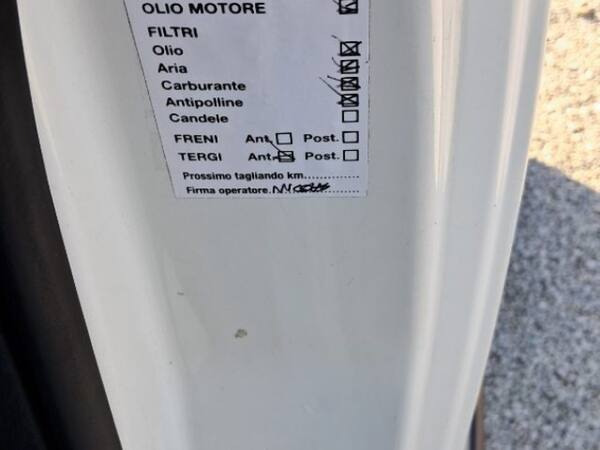 OLIO MOTORE
FILTRI
Olio
Aria
Carburante
Antipolline
Candele
FRENI Ant. Post.
TERGI Ant. Post.
Prossimo tagliando km..............
Firma operatore.